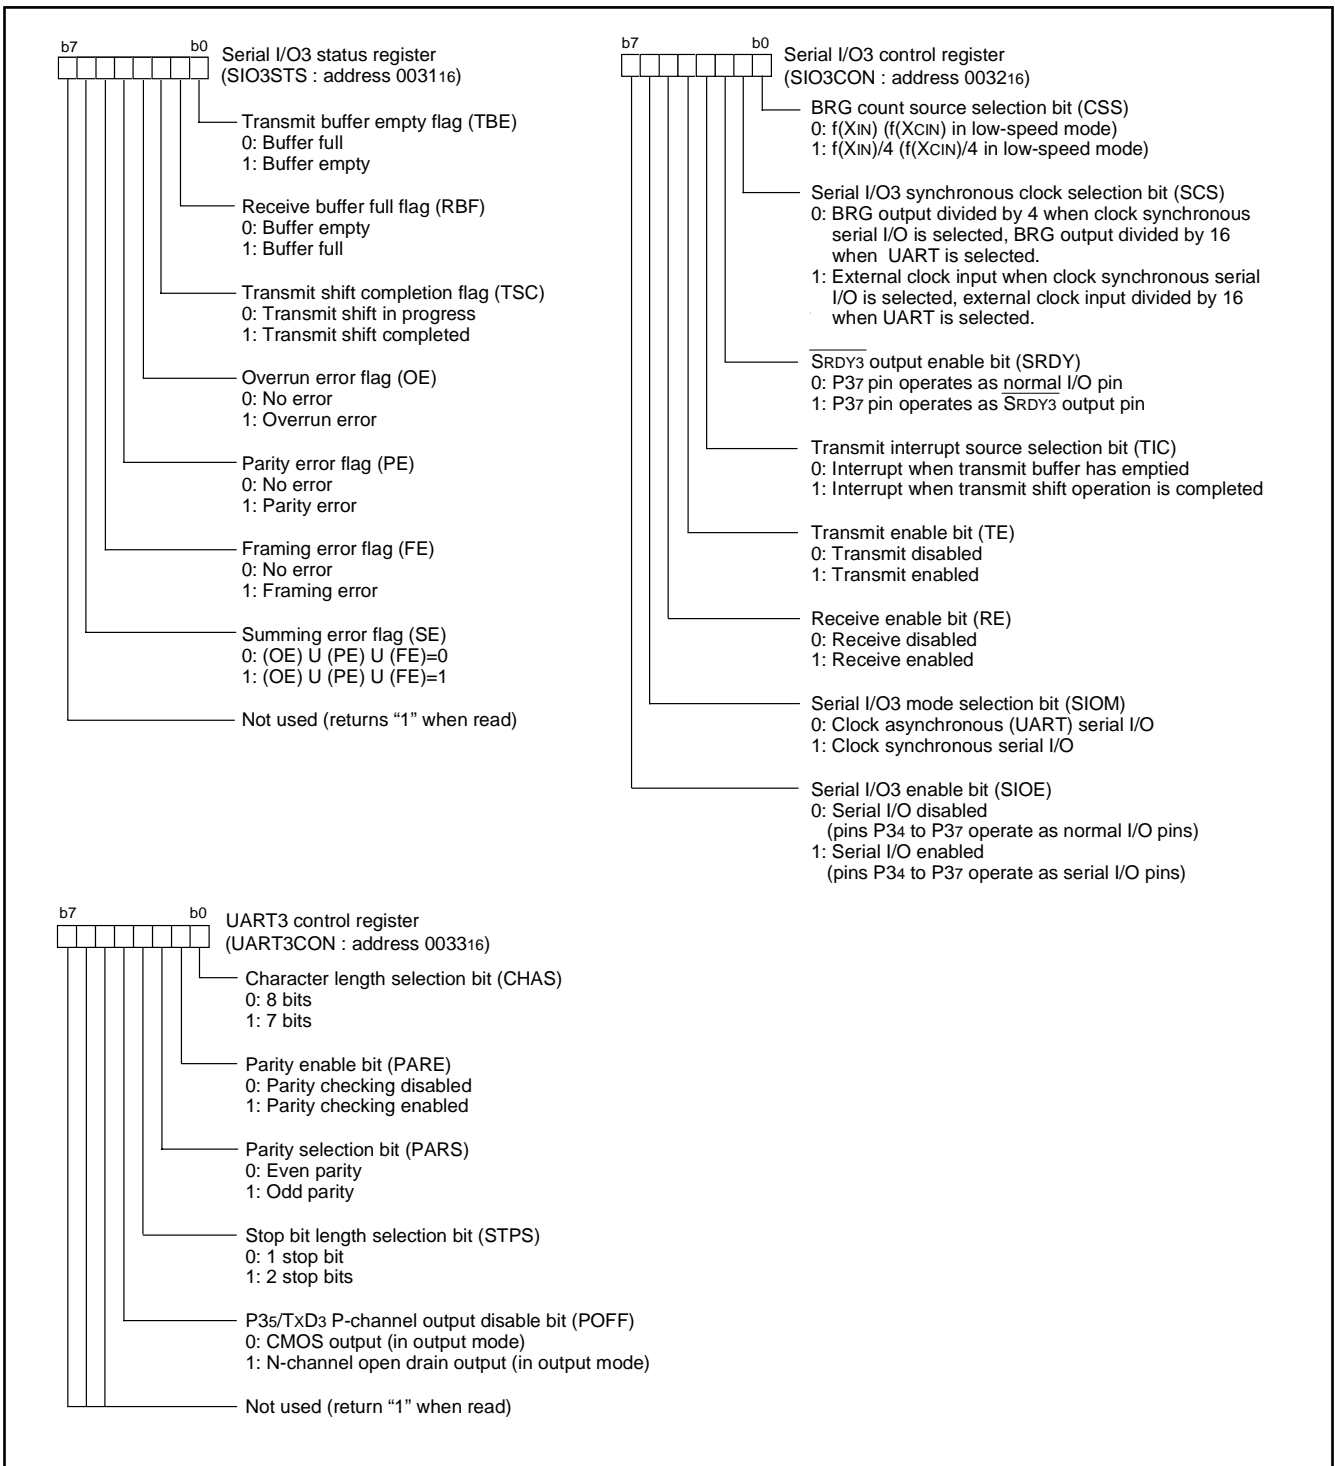 b7
b0
Serial I/O3 status register
(SIO3STS : address 003116)
Transmit buffer empty flag (TBE)
0: Buffer full
1: Buffer empty
Receive buffer full flag (RBF)
0: Buffer empty
1: Buffer full
Transmit shift completion flag (TSC)
0: Transmit shift in progress
1: Transmit shift completed
Overrun error flag (OE)
0: No error
1: Overrun error
Parity error flag (PE)
0: No error
1: Parity error
Framing error flag (FE)
0: No error
1: Framing error
Summing error flag (SE)
0: (OE) U (PE) U (FE)=0
1: (OE) U (PE) U (FE)=1
Not used (returns “1” when read)
b7
b0
Serial I/O3 control register
(SIO3CON : address 003216)
BRG count source selection bit (CSS)
0: f(XIN) (f(XCIN) in low-speed mode)
1: f(XIN)/4 (f(XCIN)/4 in low-speed mode)
Serial I/O3 synchronous clock selection bit (SCS)
0: BRG output divided by 4 when clock synchronous
serial I/O is selected, BRG output divided by 16
when UART is selected.
1: External clock input when clock synchronous serial
I/O is selected, external clock input divided by 16
when UART is selected.
SRDY3 output enable bit (SRDY)
0: P37 pin operates as normal I/O pin
1: P37 pin operates as SRDY3 output pin
Transmit interrupt source selection bit (TIC)
0: Interrupt when transmit buffer has emptied
1: Interrupt when transmit shift operation is completed
Transmit enable bit (TE)
0: Transmit disabled
1: Transmit enabled
Receive enable bit (RE)
0: Receive disabled
1: Receive enabled
Serial I/O3 mode selection bit (SIOM)
0: Clock asynchronous (UART) serial I/O
1: Clock synchronous serial I/O
Serial I/O3 enable bit (SIOE)
0: Serial I/O disabled
(pins P34 to P37 operate as normal I/O pins)
1: Serial I/O enabled
(pins P34 to P37 operate as serial I/O pins)
b7
b0
UART3 control register
(UART3CON : address 003316)
Character length selection bit (CHAS)
0: 8 bits
1: 7 bits
Parity enable bit (PARE)
0: Parity checking disabled
1: Parity checking enabled
Parity selection bit (PARS)
0: Even parity
1: Odd parity
Stop bit length selection bit (STPS)
0: 1 stop bit
1: 2 stop bits
P35/TXD3 P-channel output disable bit (POFF)
0: CMOS output (in output mode)
1: N-channel open drain output (in output mode)
Not used (return “1” when read)